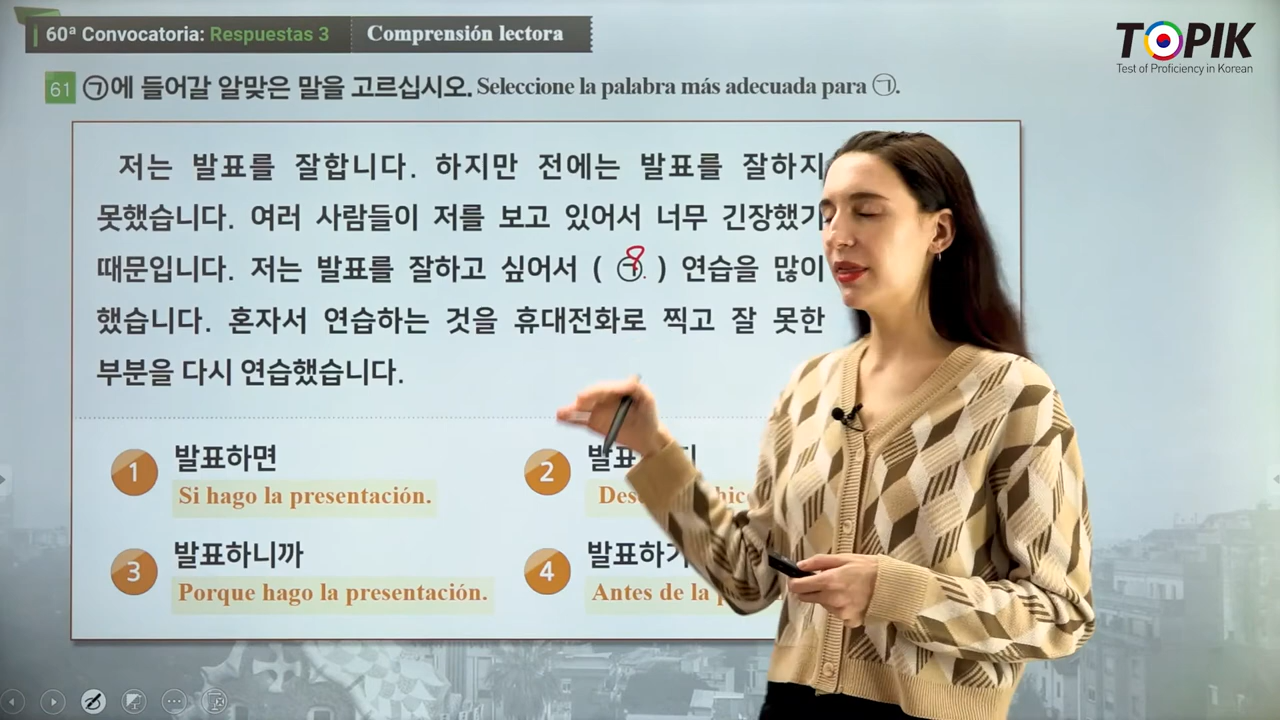 60ª Convocatoria: Respuestas 3 Comprensión lectora
TOPIK
Test of Proficiency in Korean
61 ㉠에 들어갈 알맞은 말을 고르십시오. Seleccione la palabra más adecuada para ㉠.
저는 발표를 잘합니다. 하지만 전에는 발표를 잘하지
못했습니다. 여러 사람들이 저를 보고 있어서 너무 긴장했기
때문입니다. 저는 발표를 잘하고 싶어서 ( ㉠ ) 연습을 많이
했습니다. 혼자서 연습하는 것을 휴대전화로 찍고 잘 못한
부분을 다시 연습했습니다.
1 발표하면
Si hago la presentación.
2 발표
3 발표하니까
Porque hago la presentación.
4 발표하기
Antes de la